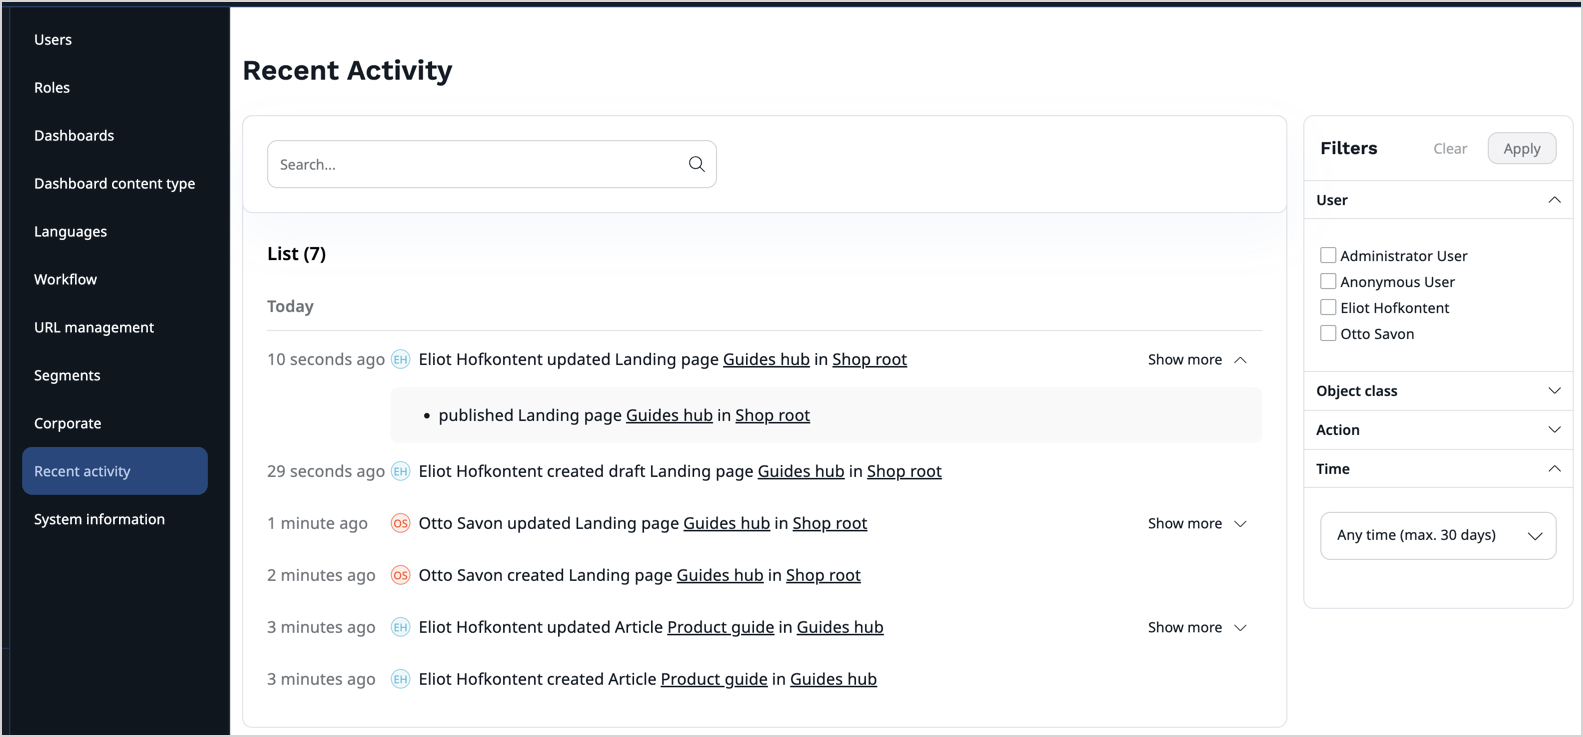 Users
Roles
Dashboards
Dashboard content type
Languages
Workflow
URL management
Segments
Corporate
Recent activity
System information
Recent Activity
Search...
List (7)
Today
10 seconds ago EH Eliot Hofkontent updated Landing page Guides hub in Shop root Show more
• published Landing page Guides hub in Shop root
29 seconds ago EH Eliot Hofkontent created draft Landing page Guides hub in Shop root
1 minute ago OS Otto Savon updated Landing page Guides hub in Shop root Show more
2 minutes ago OS Otto Savon created Landing page Guides hub in Shop root
3 minutes ago EH Eliot Hofkontent updated Article Product guide in Guides hub Show more
3 minutes ago EH Eliot Hofkontent created Article Product guide in Guides hub
Filters Clear Apply
User
Administrator User
Anonymous User
Eliot Hofkontent
Otto Savon
Object class
Action
Time
Any time (max. 30 days)